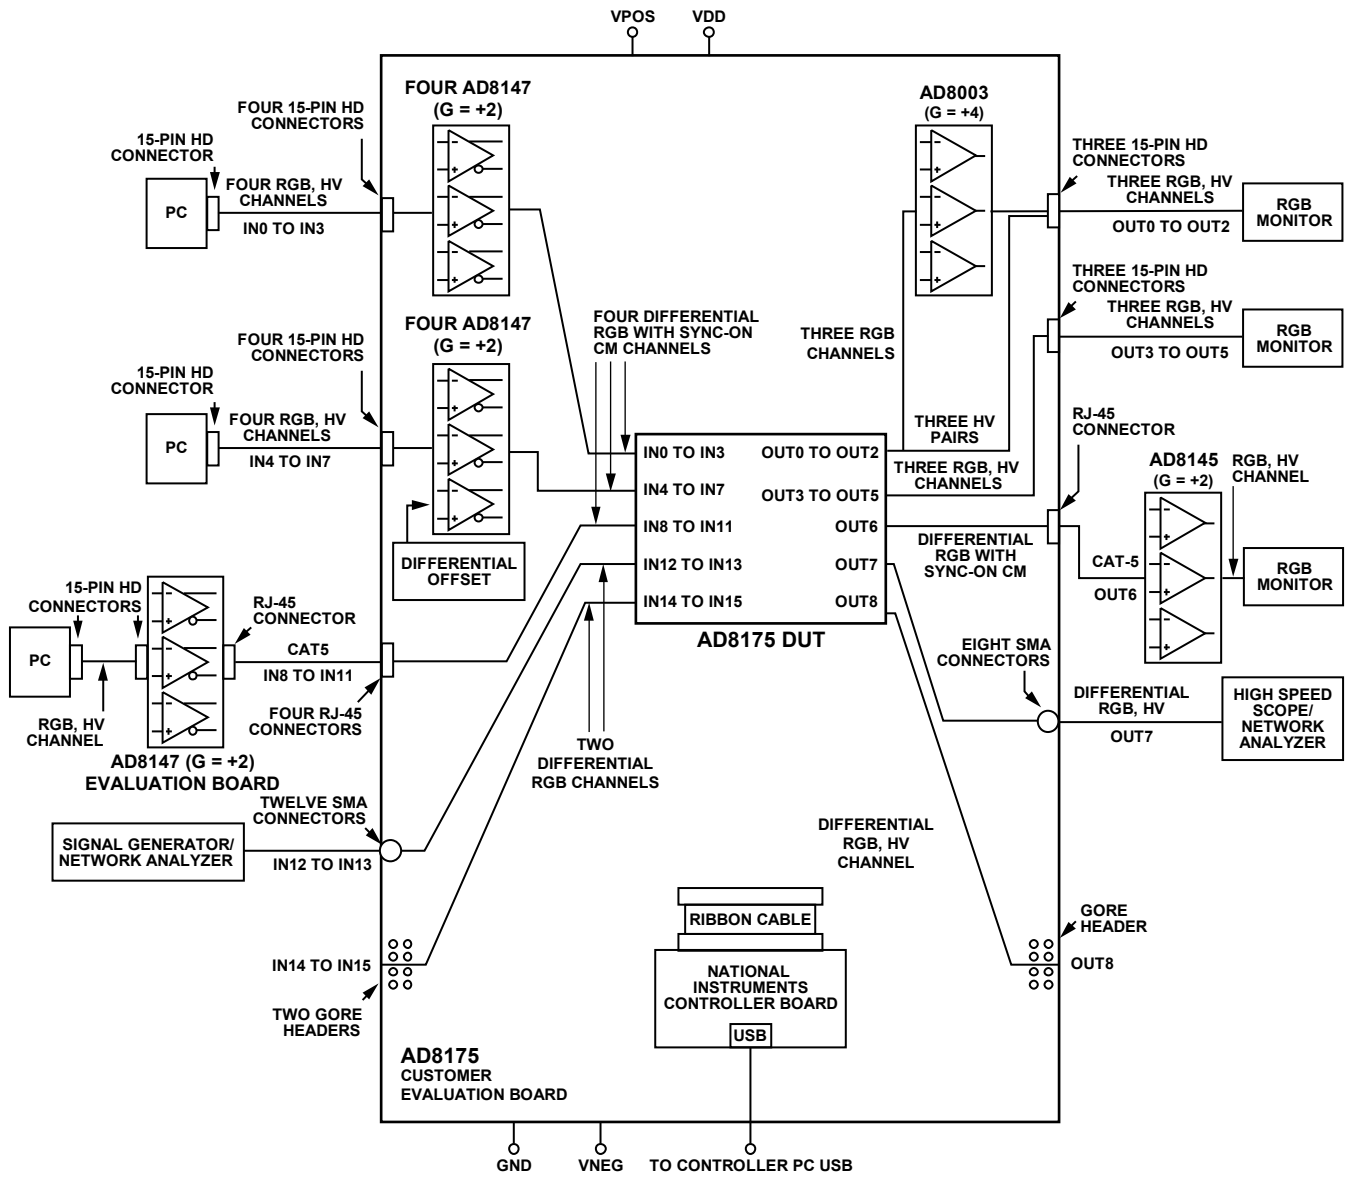 VPOS
VDD
FOUR AD8147
(G = +2)
FOUR 15-PIN HD
CONNECTORS
15-PIN HD
CONNECTOR
PC
FOUR RGB, HV
CHANNELS
IN0 TO IN3
FOUR AD8147
(G = +2)
FOUR 15-PIN HD
CONNECTORS
15-PIN HD
CONNECTOR
PC
FOUR RGB, HV
CHANNELS
IN4 TO IN7
DIFFERENTIAL
OFFSET
FOUR DIFFERENTIAL
RGB WITH SYNC-ON
CM CHANNELS
15-PIN HD
CONNECTORS
RJ-45
CONNECTOR
PC
CAT5
IN8 TO IN11
RGB, HV
CHANNEL
FOUR RJ-45
CONNECTORS
AD8147 (G = +2)
EVALUATION BOARD
TWELVE SMA
CONNECTORS
SIGNAL GENERATOR/
NETWORK ANALYZER
IN12 TO IN13
IN14 TO IN15
TWO GORE
HEADERS
TWO
DIFFERENTIAL
RGB CHANNELS
IN0 TO IN3
OUT0 TO OUT2
IN4 TO IN7
OUT3 TO OUT5
IN8 TO IN11
OUT6
IN12 TO IN13
OUT7
IN14 TO IN15
OUT8
AD8175 DUT
AD8003
(G = +4)
THREE RGB
CHANNELS
THREE HV
PAIRS
THREE RGB, HV
CHANNELS
DIFFERENTIAL
RGB WITH
SYNC-ON CM
THREE 15-PIN HD
CONNECTORS
THREE RGB, HV
CHANNELS
OUT0 TO OUT2
RGB
MONITOR
THREE 15-PIN HD
CONNECTORS
THREE RGB, HV
CHANNELS
OUT3 TO OUT5
RGB
MONITOR
RJ-45
CONNECTOR
AD8145
(G = +2)
RGB, HV
CHANNEL
CAT-5
OUT6
RGB
MONITOR
EIGHT SMA
CONNECTORS
DIFFERENTIAL
RGB, HV
OUT7
HIGH SPEED
SCOPE/
NETWORK
ANALYZER
DIFFERENTIAL
RGB, HV
CHANNEL
GORE
HEADER
OUT8
RIBBON CABLE
NATIONAL
INSTRUMENTS
CONTROLLER BOARD
USB
AD8175
CUSTOMER
EVALUATION BOARD
GND
VNEG
TO CONTROLLER PC USB